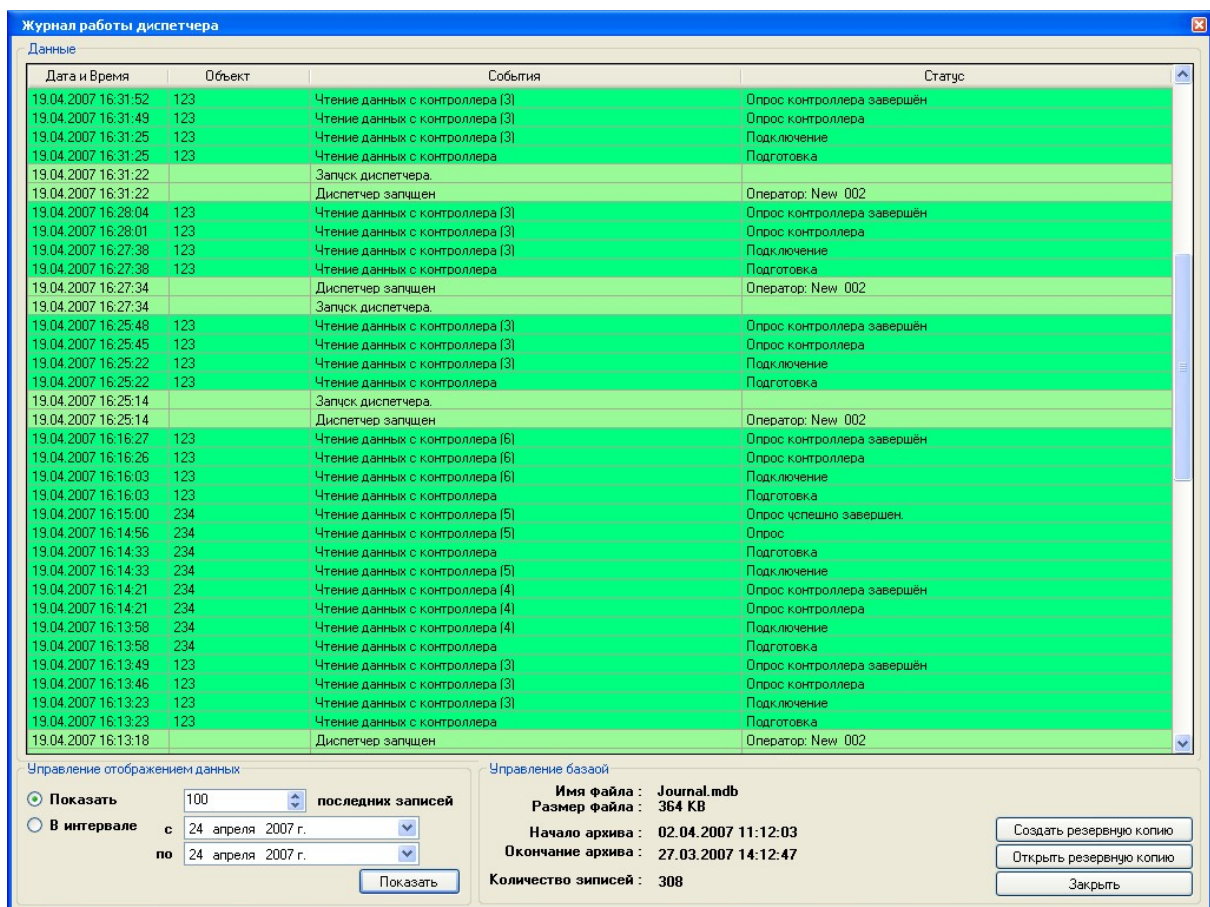 Журнал работы диспетчера
Данные
Дата и Время Объект События Статус
19.04.2007 16:31:52 123 Чтение данных с контроллера (3) Опрос контроллера завершён
19.04.2007 16:31:49 123 Чтение данных с контроллера (3) Опрос контроллера
19.04.2007 16:31:25 123 Чтение данных с контроллера (3) Подключение
19.04.2007 16:31:25 123 Чтение данных с контроллера Подготовка
19.04.2007 16:31:22 Запуск диспетчера.
19.04.2007 16:31:22 Диспетчер запущен Оператор: New 002
19.04.2007 16:28:04 123 Чтение данных с контроллера (3) Опрос контроллера завершён
19.04.2007 16:28:01 123 Чтение данных с контроллера (3) Опрос контроллера
19.04.2007 16:27:38 123 Чтение данных с контроллера (3) Подключение
19.04.2007 16:27:38 123 Чтение данных с контроллера Подготовка
19.04.2007 16:27:34 Диспетчер запущен Оператор: New 002
19.04.2007 16:27:34 Запуск диспетчера.
19.04.2007 16:25:48 123 Чтение данных с контроллера (3) Опрос контроллера завершён
19.04.2007 16:25:45 123 Чтение данных с контроллера (3) Опрос контроллера
19.04.2007 16:25:22 123 Чтение данных с контроллера (3) Подключение
19.04.2007 16:25:22 123 Чтение данных с контроллера Подготовка
19.04.2007 16:25:14 Запуск диспетчера.
19.04.2007 16:25:14 Диспетчер запущен Оператор: New 002
19.04.2007 16:16:27 123 Чтение данных с контроллера (6) Опрос контроллера завершён
19.04.2007 16:16:26 123 Чтение данных с контроллера (6) Опрос контроллера
19.04.2007 16:16:03 123 Чтение данных с контроллера (6) Подключение
19.04.2007 16:16:03 123 Чтение данных с контроллера Подготовка
19.04.2007 16:15:00 234 Чтение данных с контроллера (5) Опрос успешно завершен.
19.04.2007 16:14:56 234 Чтение данных с контроллера (5) Опрос
19.04.2007 16:14:33 234 Чтение данных с контроллера Подготовка
19.04.2007 16:14:33 234 Чтение данных с контроллера (5) Подключение
19.04.2007 16:14:21 234 Чтение данных с контроллера (4) Опрос контроллера завершён
19.04.2007 16:14:21 234 Чтение данных с контроллера (4) Опрос контроллера
19.04.2007 16:13:58 234 Чтение данных с контроллера (4) Подключение
19.04.2007 16:13:58 234 Чтение данных с контроллера Подготовка
19.04.2007 16:13:49 123 Чтение данных с контроллера (3) Опрос контроллера завершён
19.04.2007 16:13:46 123 Чтение данных с контроллера (3) Опрос контроллера
19.04.2007 16:13:23 123 Чтение данных с контроллера (3) Подключение
19.04.2007 16:13:23 123 Чтение данных с контроллера Подготовка
19.04.2007 16:13:18 Диспетчер запущен Оператор: New 002
Управление отображением данных
Показать 100 последних записей
В интервале с 24 апреля 2007 г.
по 24 апреля 2007 г.
Показать
Управление базаой
Имя файла : Journal.mdb
Размер файла : 364 KB
Начало архива : 02.04.2007 11:12:03
Окончание архива : 27.03.2007 14:12:47
Количество зиписей : 308
Создать резервную копию
Открыть резервную копию
Закрыть